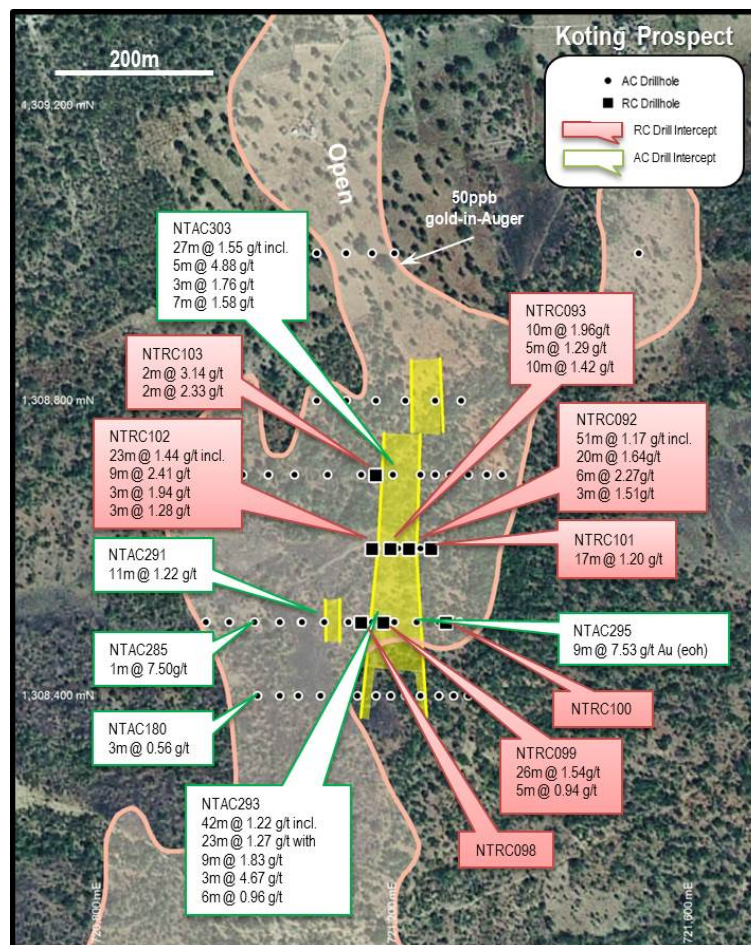 Koting Prospect
200m
AC Drillhole
RC Drillhole
RC Drill Intercept
AC Drill Intercept
1,309,200 mN
Open
50ppb
gold-in-Auger
NTAC303
27m @ 1.55 g/t incl.
5m @ 4.88 g/t
3m @ 1.76 g/t
7m @ 1.58 g/t
NTRC093
10m @ 1.96g/t
5m @ 1.29 g/t
10m @ 1.42 g/t
NTRC103
2m @ 3.14 g/t
2m @ 2.33 g/t
1,308,800 mN
NTRC092
51m @ 1.17 g/t incl.
20m @ 1.64g/t
6m @ 2.27g/t
3m @ 1.51g/t
NTRC102
23m @ 1.44 g/t incl.
9m @ 2.41 g/t
3m @ 1.94 g/t
3m @ 1.28 g/t
NTRC101
17m @ 1.20 g/t
NTAC291
11m @ 1.22 g/t
NTAC285
1m @ 7.50g/t
NTAC295
9m @ 7.53 g/t Au (eoh)
1,308,400 mN
NTRC100
NTAC180
3m @ 0.56 g/t
NTRC099
26m @ 1.54g/t
5m @ 0.94 g/t
NTAC293
42m @ 1.22 g/t incl.
23m @ 1.27 g/t with
9m @ 1.83 g/t
3m @ 4.67 g/t
6m @ 0.96 g/t
NTRC098
mE
mE
721,600 mE